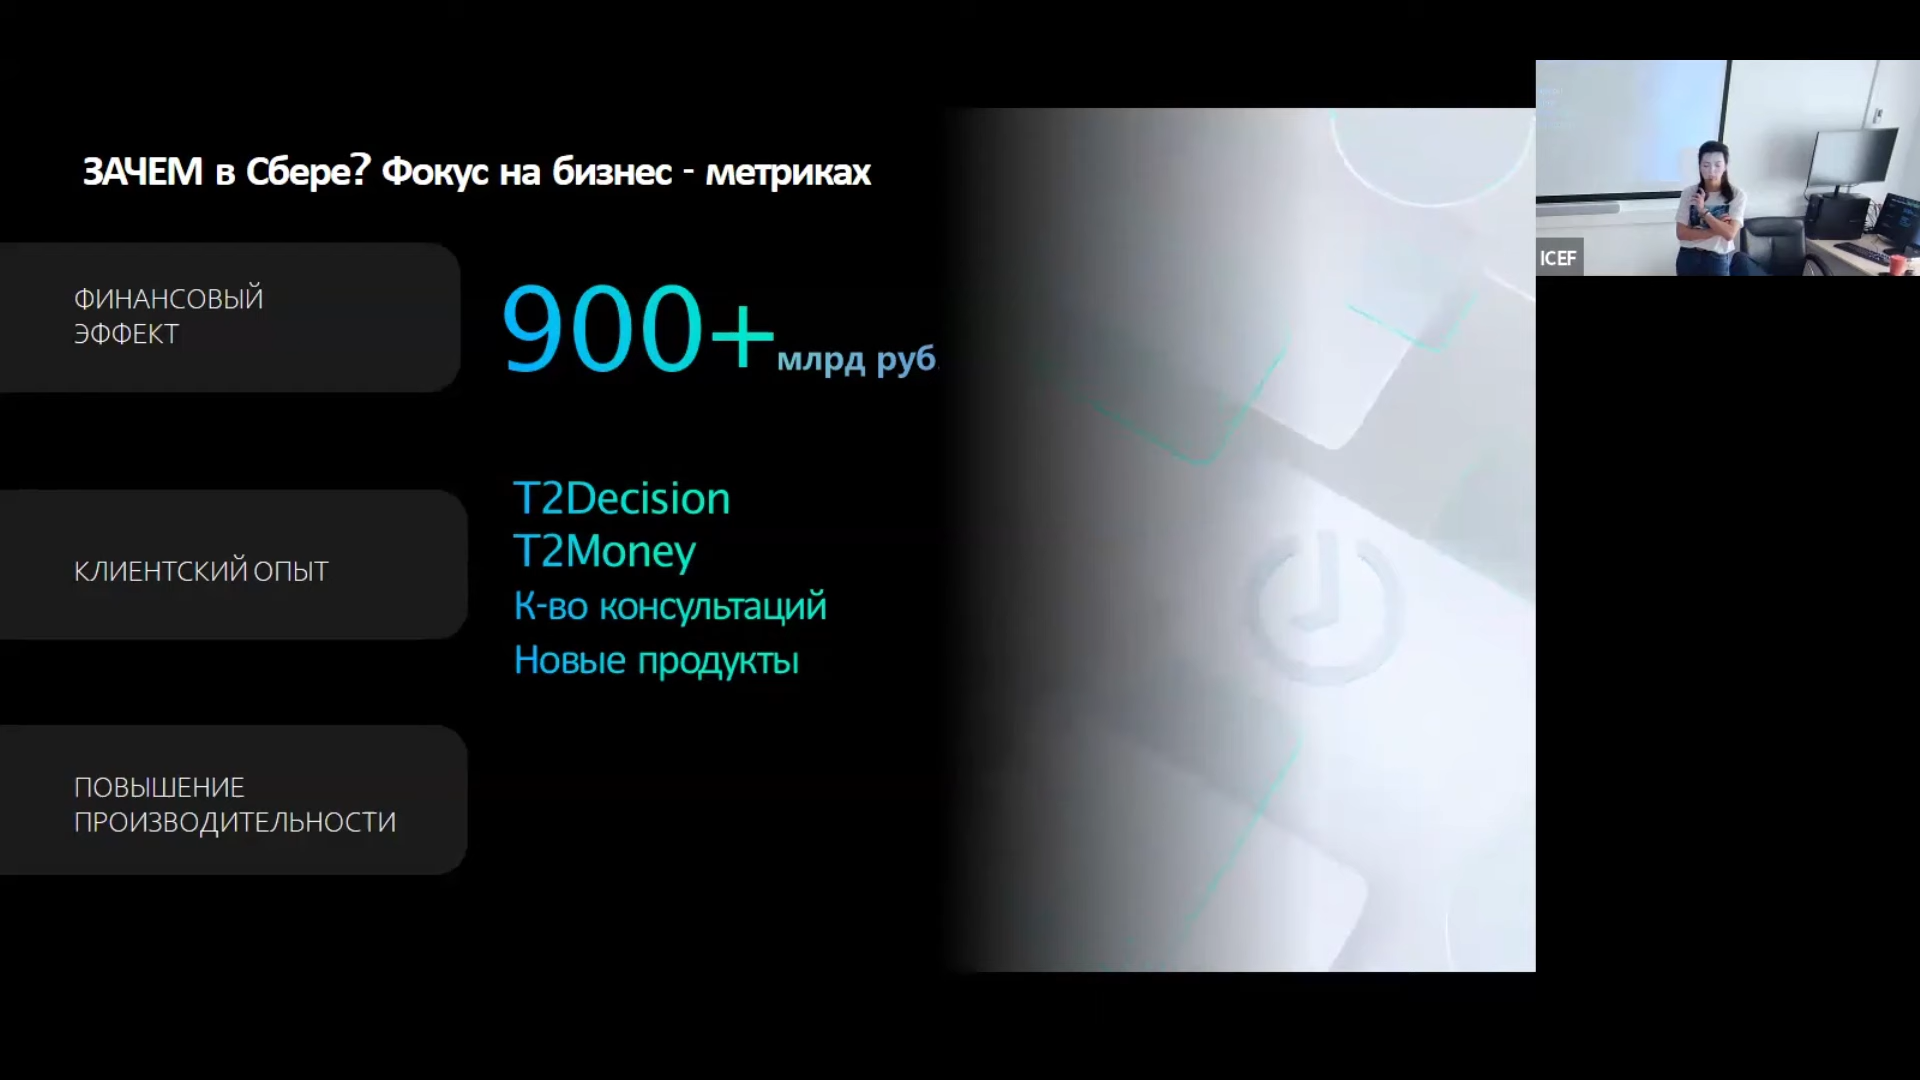 ЗАЧЕМ в Сбере? Фокус на бизнес - метриках
ФИНАНСОВЫЙ
ЭФФЕКТ
900+ млрд руб.
КЛИЕНТСКИЙ ОПЫТ
T2Decision
T2Money
К-во консультаций
Новые продукты
ПОВЫШЕНИЕ
ПРОИЗВОДИТЕЛЬНОСТИ
ICEF